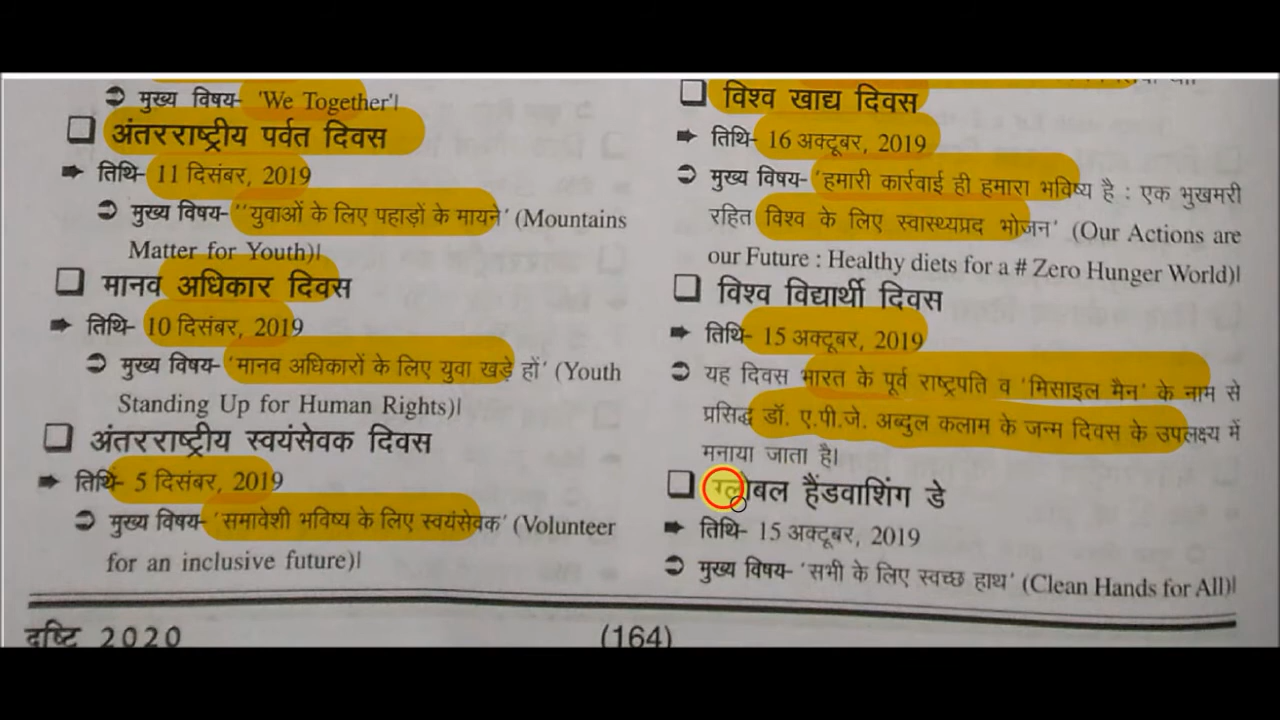 मुख्य विषय- 'We Together'।
❑ अंतरराष्ट्रीय पर्वत दिवस
➡ तिथि- 11 दिसंबर, 2019
➲ मुख्य विषय- ''युवाओं के लिए पहाड़ों के मायने' (Mountains
Matter for Youth)।
❑ मानव अधिकार दिवस
➡ तिथि- 10 दिसंबर, 2019
➲ मुख्य विषय- 'मानव अधिकारों के लिए युवा खड़े हों' (Youth
Standing Up for Human Rights)।
❑ अंतरराष्ट्रीय स्वयंसेवक दिवस
➡ तिथि- 5 दिसंबर, 2019
➲ मुख्य विषय- 'समावेशी भविष्य के लिए स्वयंसेवक' (Volunteer
for an inclusive future)।
❑ विश्व खाद्य दिवस
➡ तिथि- 16 अक्टूबर, 2019
➲ मुख्य विषय- 'हमारी कार्रवाई ही हमारा भविष्य है : एक भुखमरी
रहित विश्व के लिए स्वास्थ्यप्रद भोजन' (Our Actions are
our Future : Healthy diets for a # Zero Hunger World)।
❑ विश्व विद्यार्थी दिवस
➡ तिथि- 15 अक्टूबर, 2019
➲ यह दिवस भारत के पूर्व राष्ट्रपति व 'मिसाइल मैन' के नाम से
प्रसिद्ध डॉ. ए.पी.जे. अब्दुल कलाम के जन्म दिवस के उपलक्ष्य में
मनाया जाता है।
❑ ग्लोबल हैंडवाशिंग डे
➡ तिथि- 15 अक्टूबर, 2019
➲ मुख्य विषय- 'सभी के लिए स्वच्छ हाथ' (Clean Hands for All)।
दृष्टि 2020
(164)